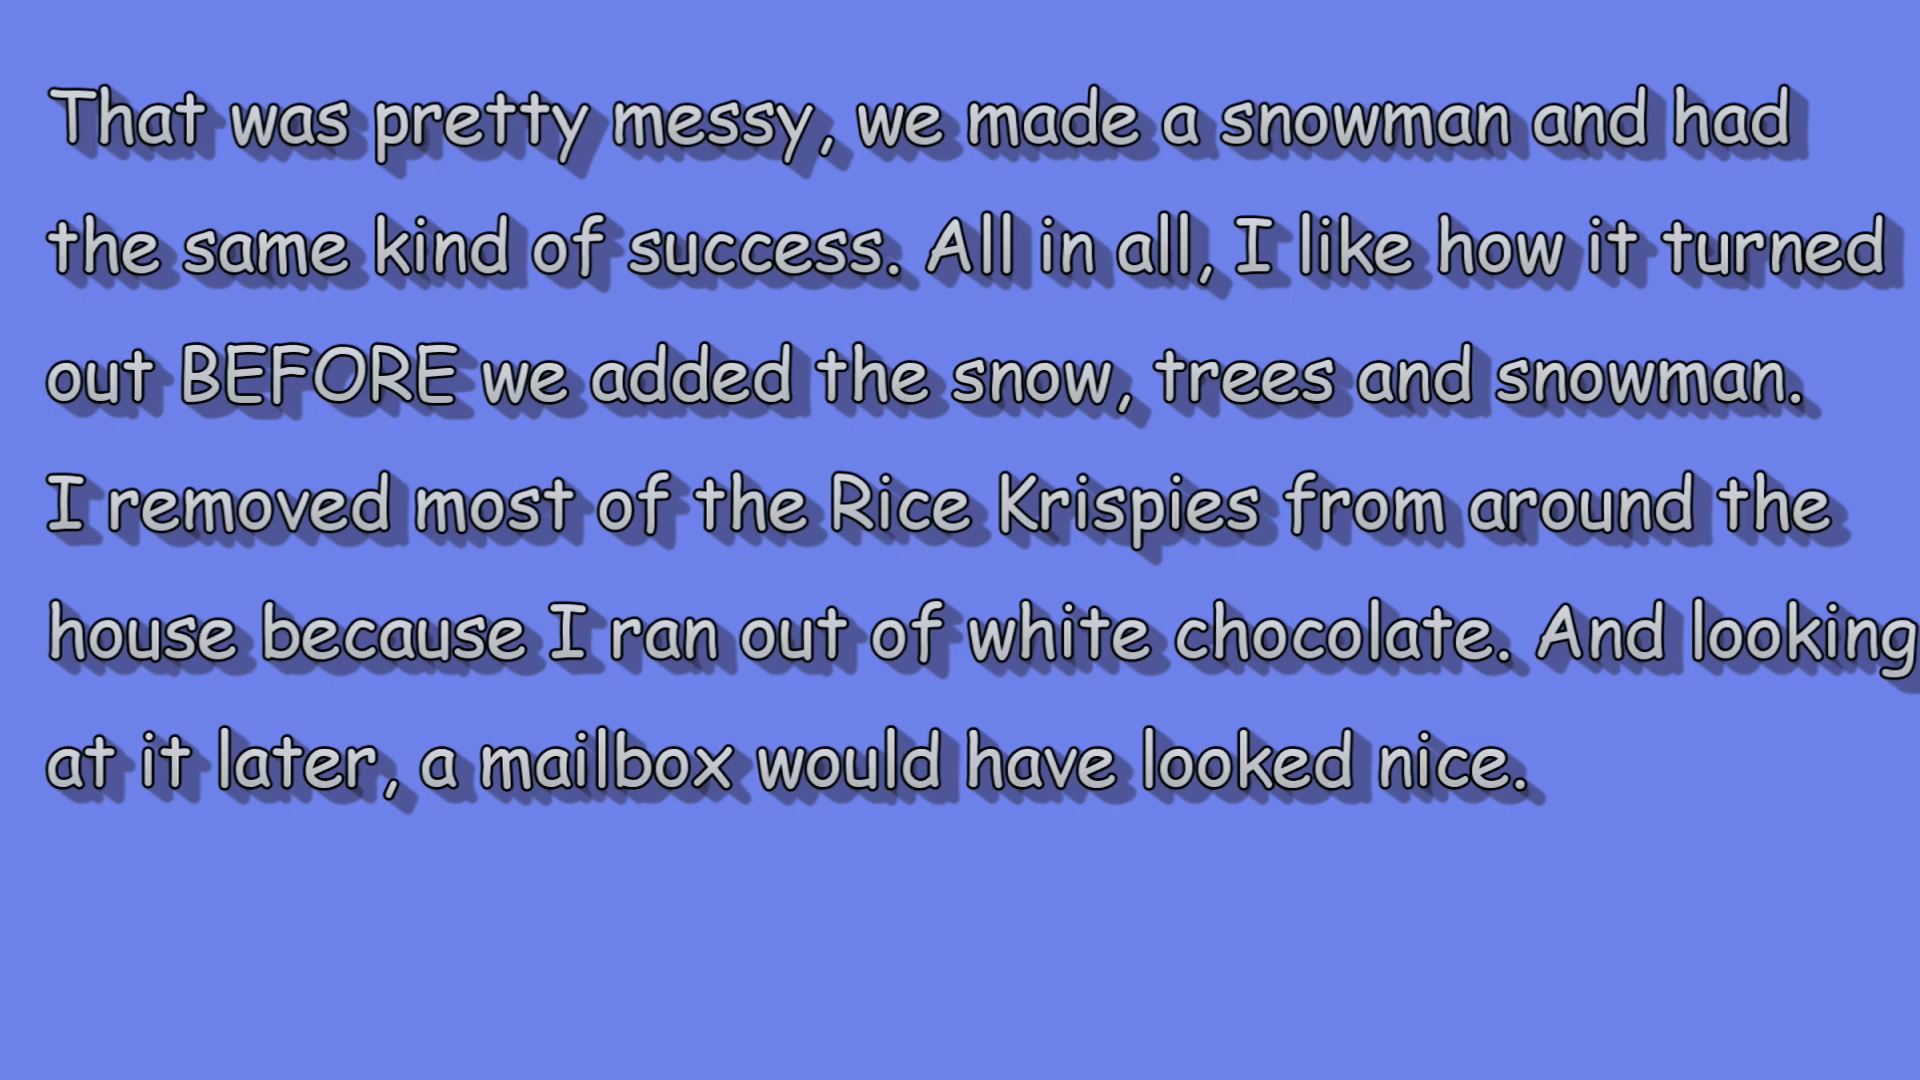 That was pretty messy, we made a snowman and had
the same kind of success. All in all, I like how it turned
out BEFORE we added the snow, trees and snowman.
I removed most of the Rice Krispies from around the
house because I ran out of white chocolate. And looking
at it later, a mailbox would have looked nice.